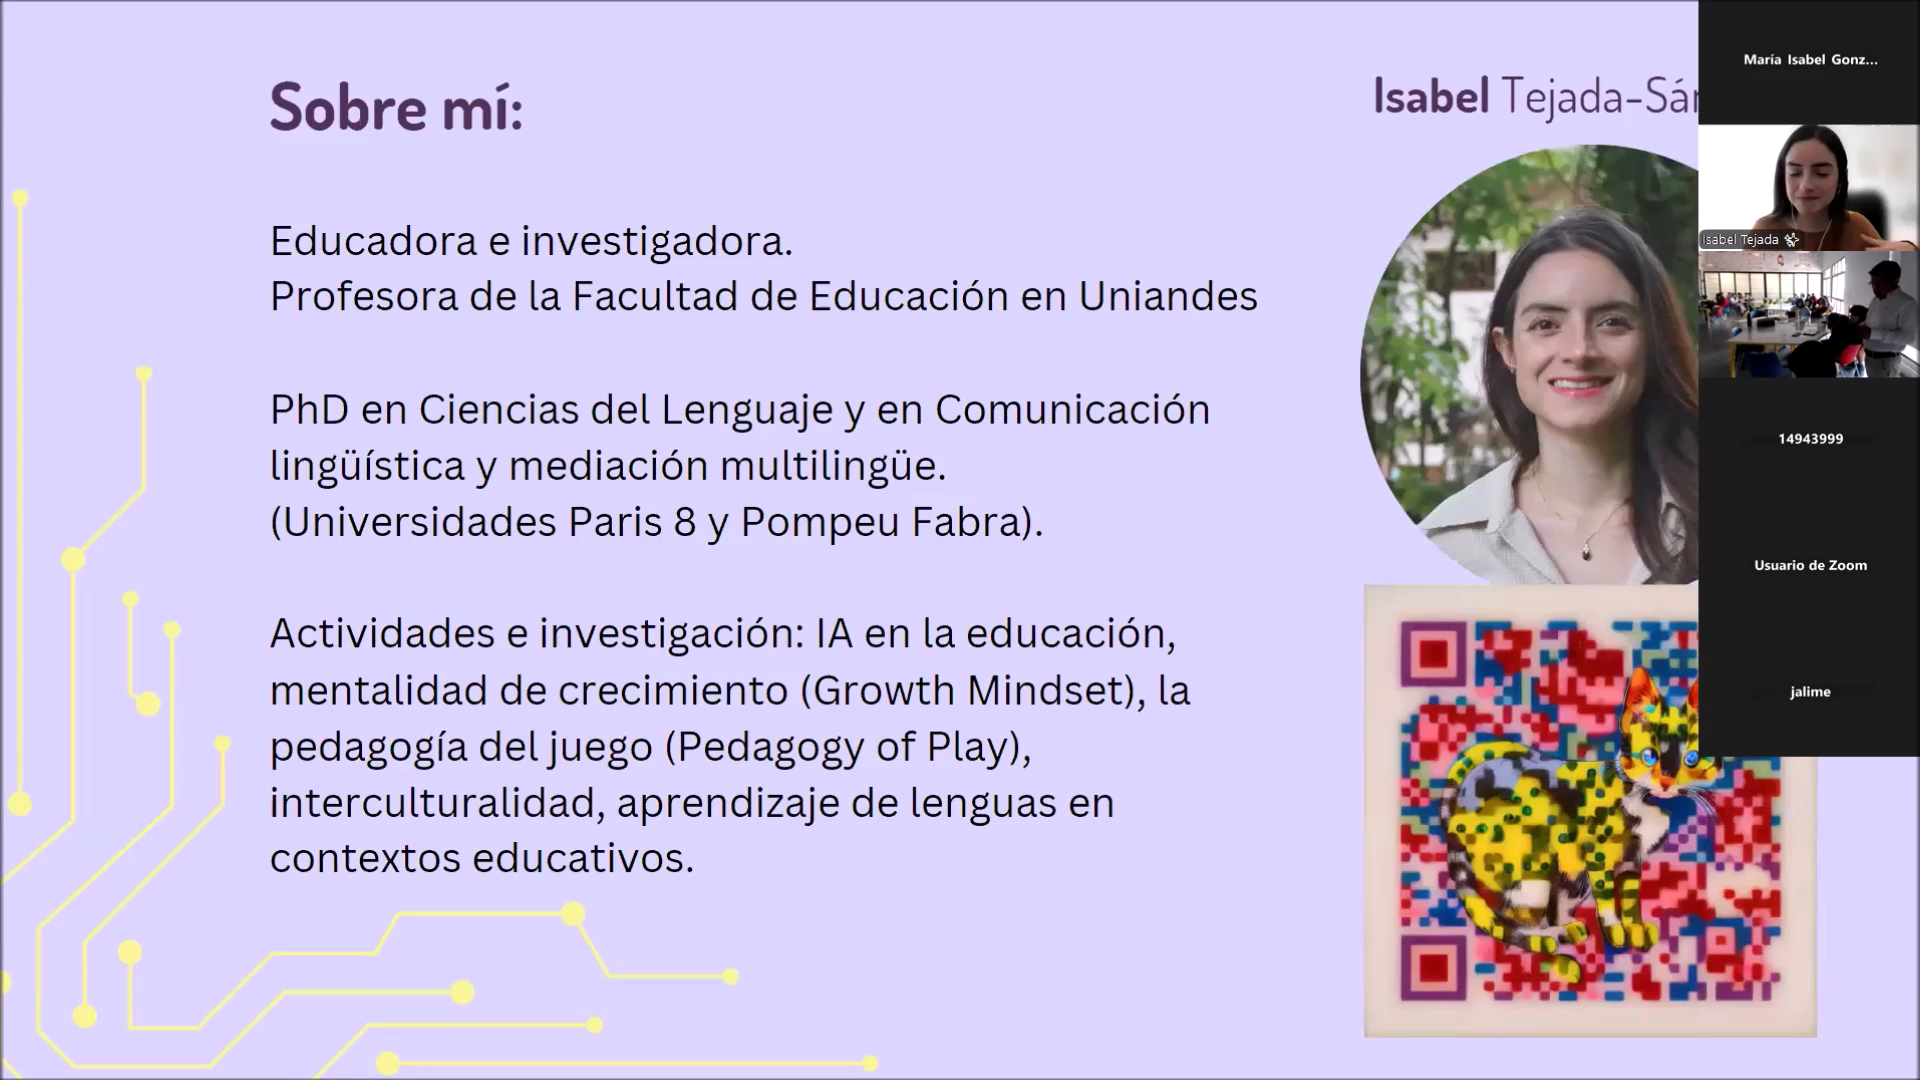 Sobre mí:
Isabel Tejada-Sá
Educadora e investigadora.
Profesora de la Facultad de Educación en Uniandes
PhD en Ciencias del Lenguaje y en Comunicación
lingüística y mediación multilingüe.
(Universidades Paris 8 y Pompeu Fabra).
Actividades e investigación: IA en la educación,
mentalidad de crecimiento (Growth Mindset), la
pedagogía del juego (Pedagogy of Play),
interculturalidad, aprendizaje de lenguas en
contextos educativos.
María Isabel Gonz...
Isabel Tejada
14943999
Usuario de Zoom
jalime